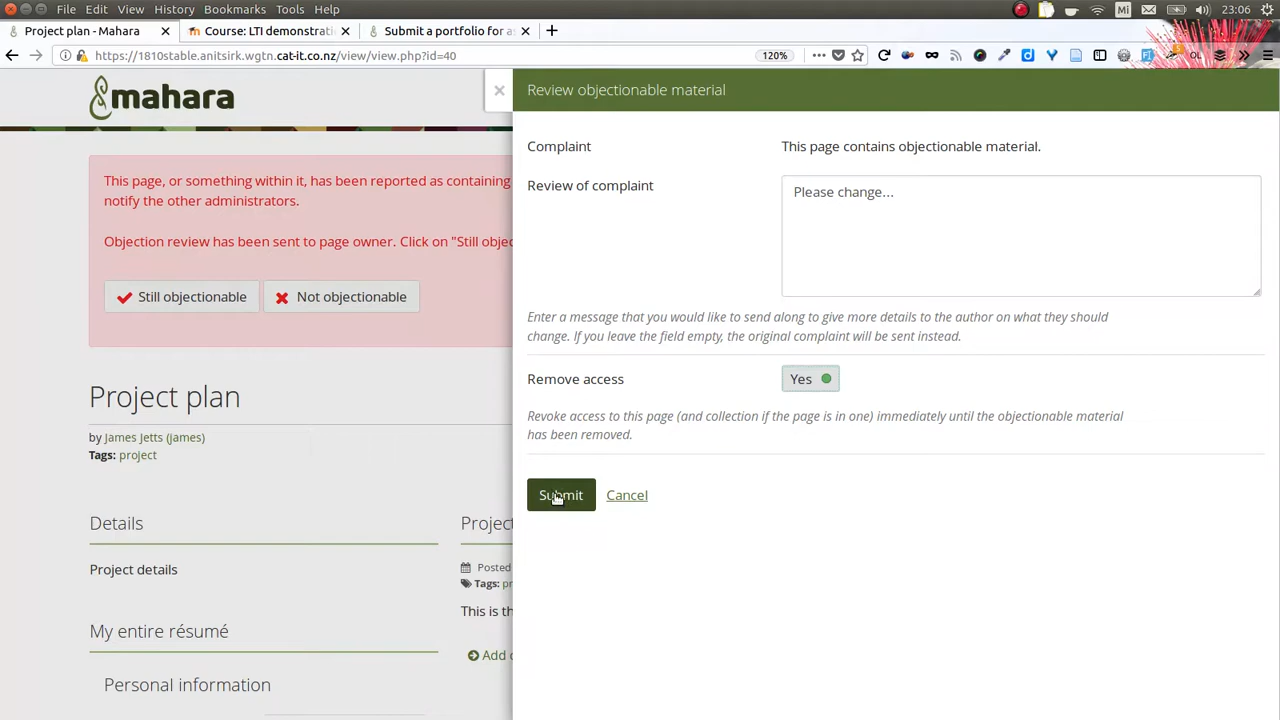 File Edit View History Bookmarks Tools Help
Mi
23:06
Project plan - Mahara
Course: LTI demonstrati
Submit a portfolio for as
https://1810stable.anitsirk.wgtn.cat-it.co.nz/view/view.php?id=40
120%
mahara
Review objectionable material
Complaint
This page contains objectionable material.
Review of complaint
Please change...
Enter a message that you would like to send along to give more details to the author on what they should
change. If you leave the field empty, the original complaint will be sent instead.
Remove access
Yes
Revoke access to this page (and collection if the page is in one) immediately until the objectionable material
has been removed.
Submit Cancel
This page, or something within it, has been reported as containing
notify the other administrators.
Objection review has been sent to page owner. Click on "Still objec
Still objectionable
Not objectionable
Project plan
by James Jetts (James)
Tags: project
Details
Project details
My entire résumé
Personal information
Project
Posted
Tags: pr
This is th
Add c